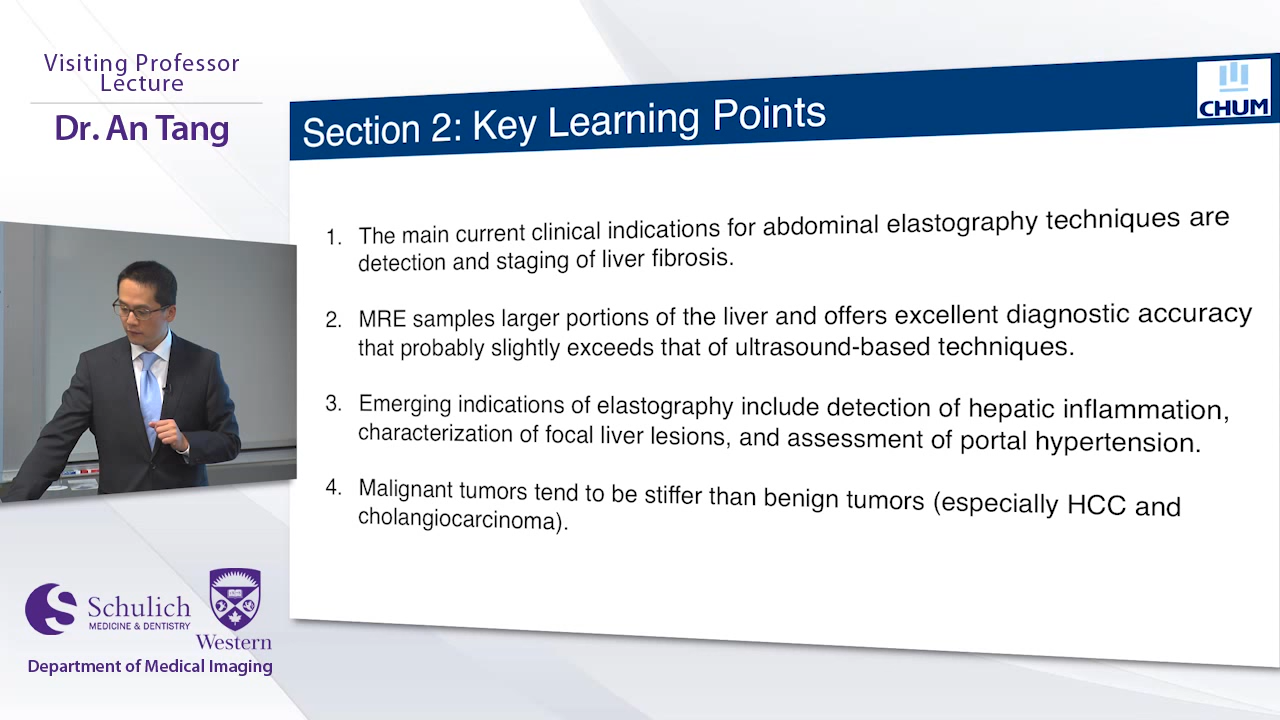 Visiting Professor
Lecture
Dr. An Tang
Section 2: Key Learning Points
CHUM
1. The main current clinical indications for abdominal elastography techniques are
detection and staging of liver fibrosis.
2. MRE samples larger portions of the liver and offers excellent diagnostic accuracy
that probably slightly exceeds that of ultrasound-based techniques.
3. Emerging indications of elastography include detection of hepatic inflammation,
characterization of focal liver lesions, and assessment of portal hypertension.
4. Malignant tumors tend to be stiffer than benign tumors (especially HCC and
cholangiocarcinoma).
Schulich
MEDICINE & DENTISTRY
Western
Department of Medical Imaging